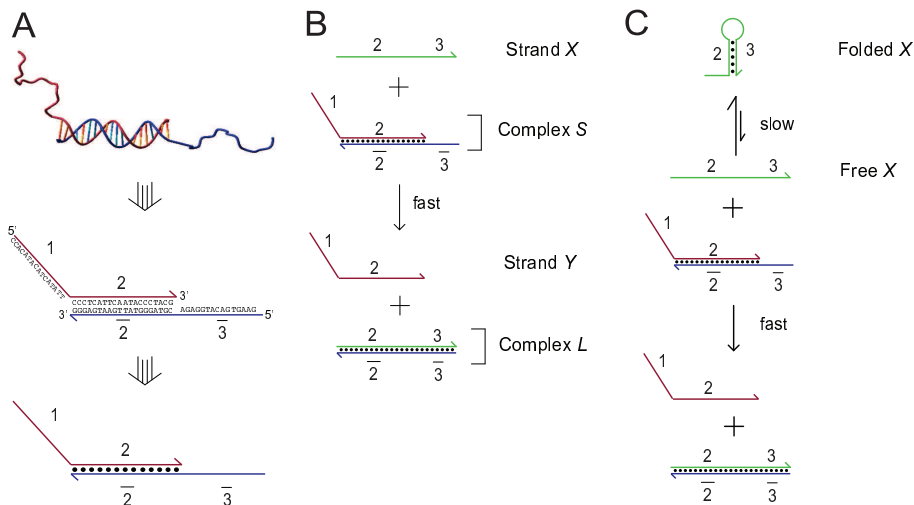 A
5'
1
CCACATACATCATATT
2
3'
CCCTCATTCAATACCCTACG
3'
GGGAGTAAGTTATGGGATGC
AGAGGTACAGTGAAG
5'
2
3
1
2
2
3
B
2
3
Strand X
+
1
2
Complex S
2
3
fast
1
2
Strand Y
+
2
3
Complex L
2
3
C
2
3
Folded X
slow
2
3
Free X
+
1
2
2
3
fast
1
2
+
2
3
2
3